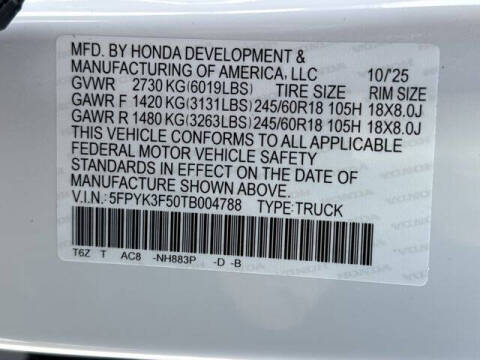 MFD. BY HONDA DEVELOPMENT &
MANUFACTURING OF AMERICA, LLC 10/'25
GVWR 2730 KG(6019LBS) TIRE SIZE RIM SIZE
GAWR F 1420 KG(3131LBS) 245/60R18 105H 18X8.0J
GAWR R 1480 KG(3263LBS) 245/60R18 105H 18X8.0J
THIS VEHICLE CONFORMS TO ALL APPLICABLE
FEDERAL MOTOR VEHICLE SAFETY
STANDARDS IN EFFECT ON THE DATE OF
MANUFACTURE SHOWN ABOVE.
V.I.N.: 5FPYK3F50TB004788 TYPE:TRUCK
T6Z T AC8 -NH883P -D -B